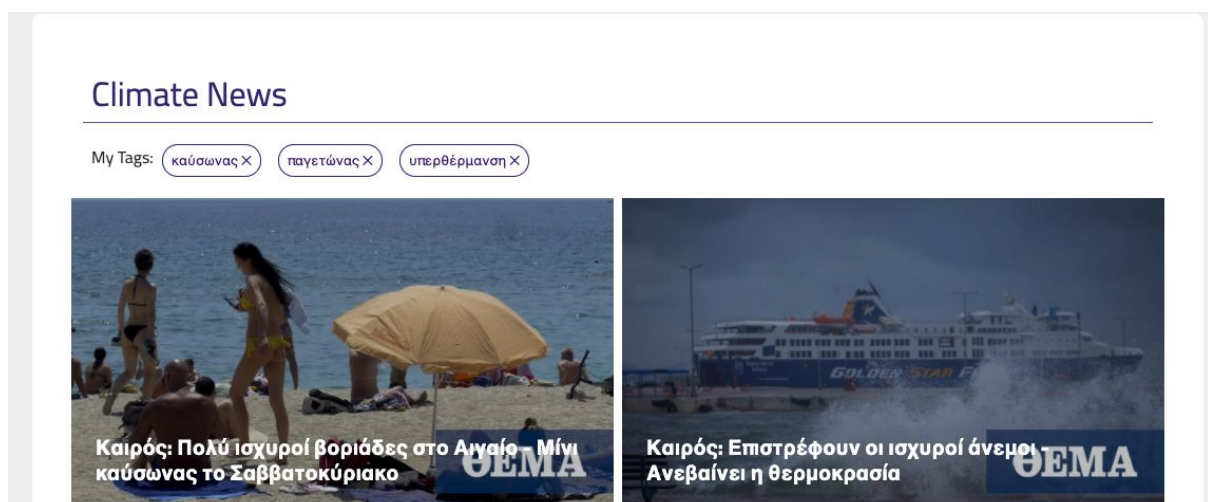 Climate News
My Tags: καύσωνας × παγετώνας × υπερθέρμανση ×
Καιρός: Πολύ ισχυροί βοριάδες στο Αιγαίο - Μίνι
καύσωνας το Σαββατοκύριακο
ΘΕΜΑ
GOLDEN STAR F
Καιρός: Επιστρέφουν οι ισχυροί άνεμοι -
Ανεβαίνει η θερμοκρασία
ΘΕΜΑ